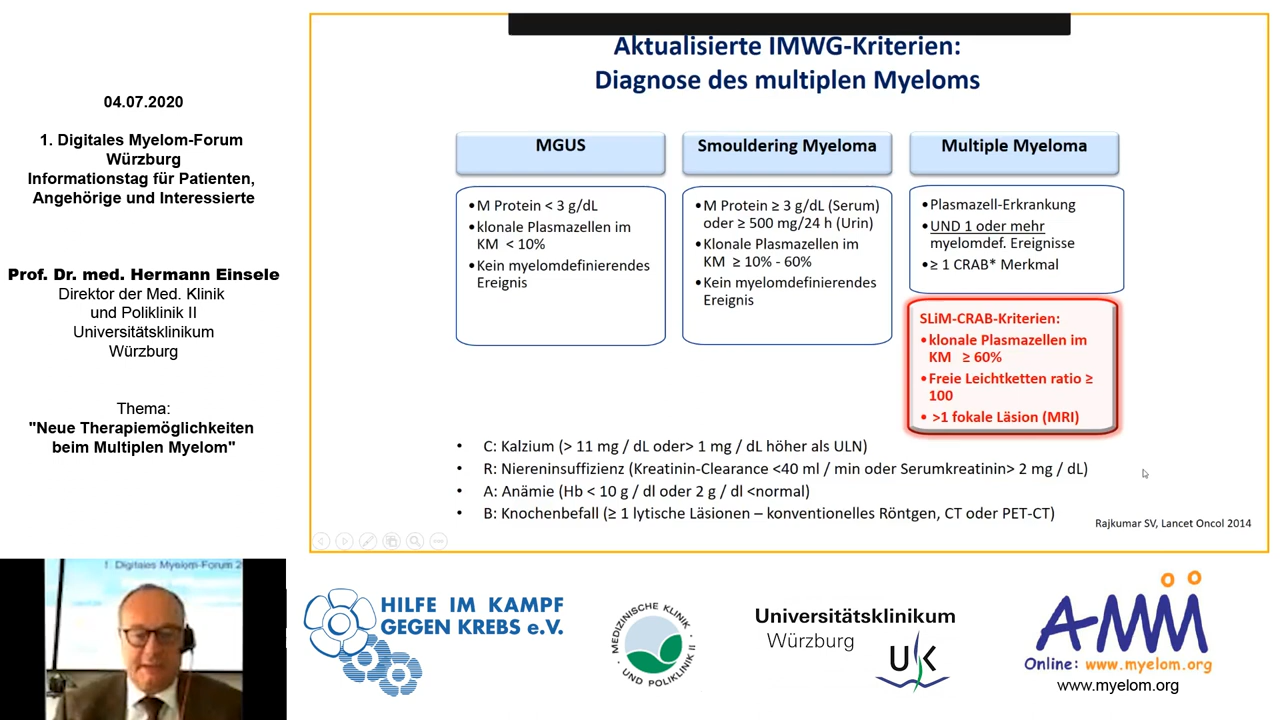 04.07.2020
1. Digitales Myelom-Forum
Würzburg
Informationstag für Patienten,
Angehörige und Interessierte
Prof. Dr. med. Hermann Einsele
Direktor der Med. Klinik
und Poliklinik II
Universitätsklinikum
Würzburg
Thema:
"Neue Therapiemöglichkeiten
beim Multiplen Myelom"
Aktualisierte IMWG-Kriterien:
Diagnose des multiplen Myeloms
MGUS
• M Protein < 3 g/dL
• klonale Plasmazellen im
KM < 10%
• Kein myelomdefinierendes
Ereignis
Smouldering Myeloma
• M Protein ≥ 3 g/dL (Serum)
oder ≥ 500 mg/24 h (Urin)
• Klonale Plasmazellen im
KM ≥ 10% - 60%
• Kein myelomdefinierendes
Ereignis
Multiple Myeloma
• Plasmazell-Erkrankung
• UND 1 oder mehr
myelomdef. Ereignisse
• ≥ 1 CRAB* Merkmal
SLiM-CRAB-Kriterien:
• klonale Plasmazellen im
KM ≥ 60%
• Freie Leichtketten ratio ≥
100
• >1 fokale Läsion (MRI)
• C: Kalzium (> 11 mg / dL oder> 1 mg / dL höher als ULN)
• R: Niereninsuffizienz (Kreatinin-Clearance <40 ml / min oder Serumkreatinin> 2 mg / dL)
• A: Anämie (Hb < 10 g / dl oder 2 g / dl <normal)
• B: Knochenbefall (≥ 1 lytische Läsionen – konventionelles Röntgen, CT oder PET-CT)
Rajkumar SV, Lancet Oncol 2014
1. Digitales Myelom-Forum 2
HILFE IM KAMPF
GEGEN KREBS e.V.
MEDIZINISCHE KLINIK
UND POLIKLINIK II
Universitätsklinikum
Würzburg
UK
AMM
Online: www.myelom.org
www.myelom.org